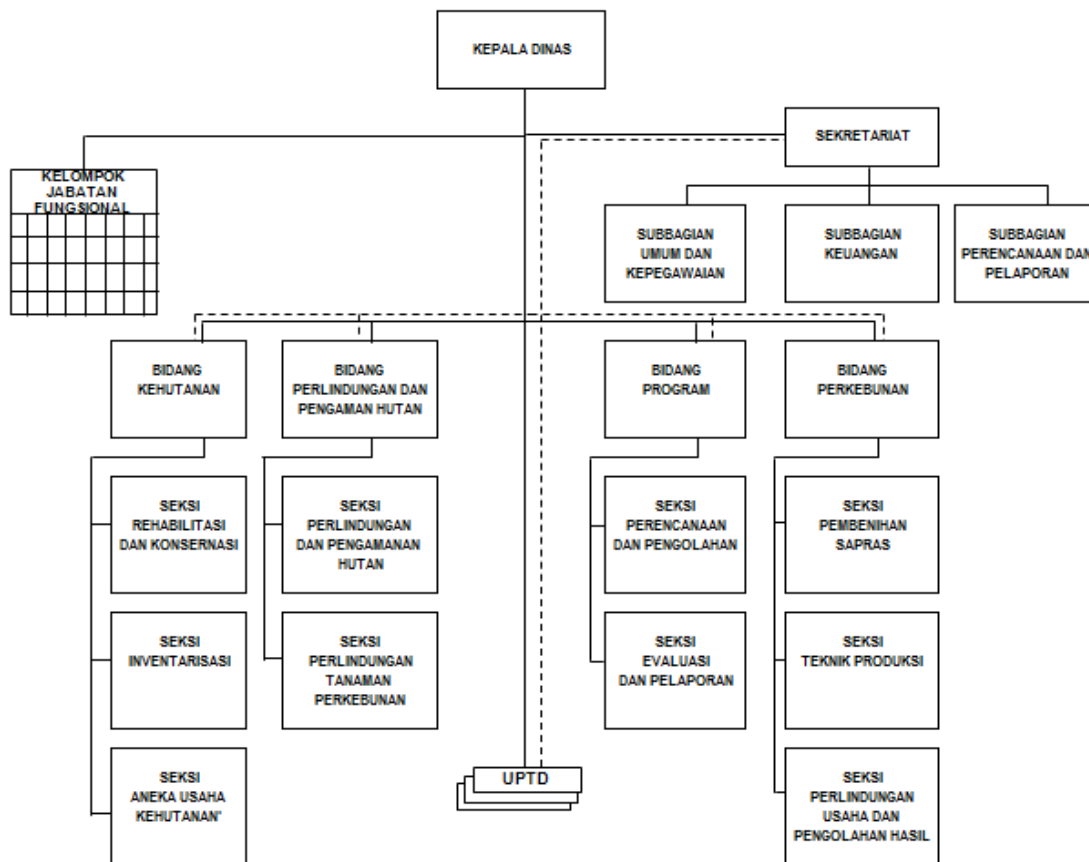 KEPALA DINAS
SEKRETARIAT
KELOMPOK
JABATAN
FUNGSIONAL
SUBBAGIAN
UMUM DAN
KEPEGAWAIAN
SUBBAGIAN
KEUANGAN
SUBBAGIAN
PERENCANAAN DAN
PELAPORAN
BIDANG
KEHUTANAN
BIDANG
PERLINDUNGAN DAN
PENGAMAN HUTAN
BIDANG
PROGRAM
BIDANG
PERKEBUNAN
SEKSI
REHABILITASI
DAN KONSERNASI
SEKSI
PERLINDUNGAN
DAN PENGAMANAN
HUTAN
SEKSI
PERENCANAAN
DAN PENGOLAHAN
SEKSI
PEMBENIHAN
SAPRAS
SEKSI
INVENTARISASI
SEKSI
PERLINDUNGAN
TANAMAN
PERKEBUNAN
SEKSI
EVALUASI
DAN PELAPORAN
SEKSI
TEKNIK PRODUKSI
SEKSI
ANEKA USAHA
KEHUTANAN"
UPTD
SEKSI
PERLINDUNGAN
USAHA DAN
PENGOLAHAN HASIL